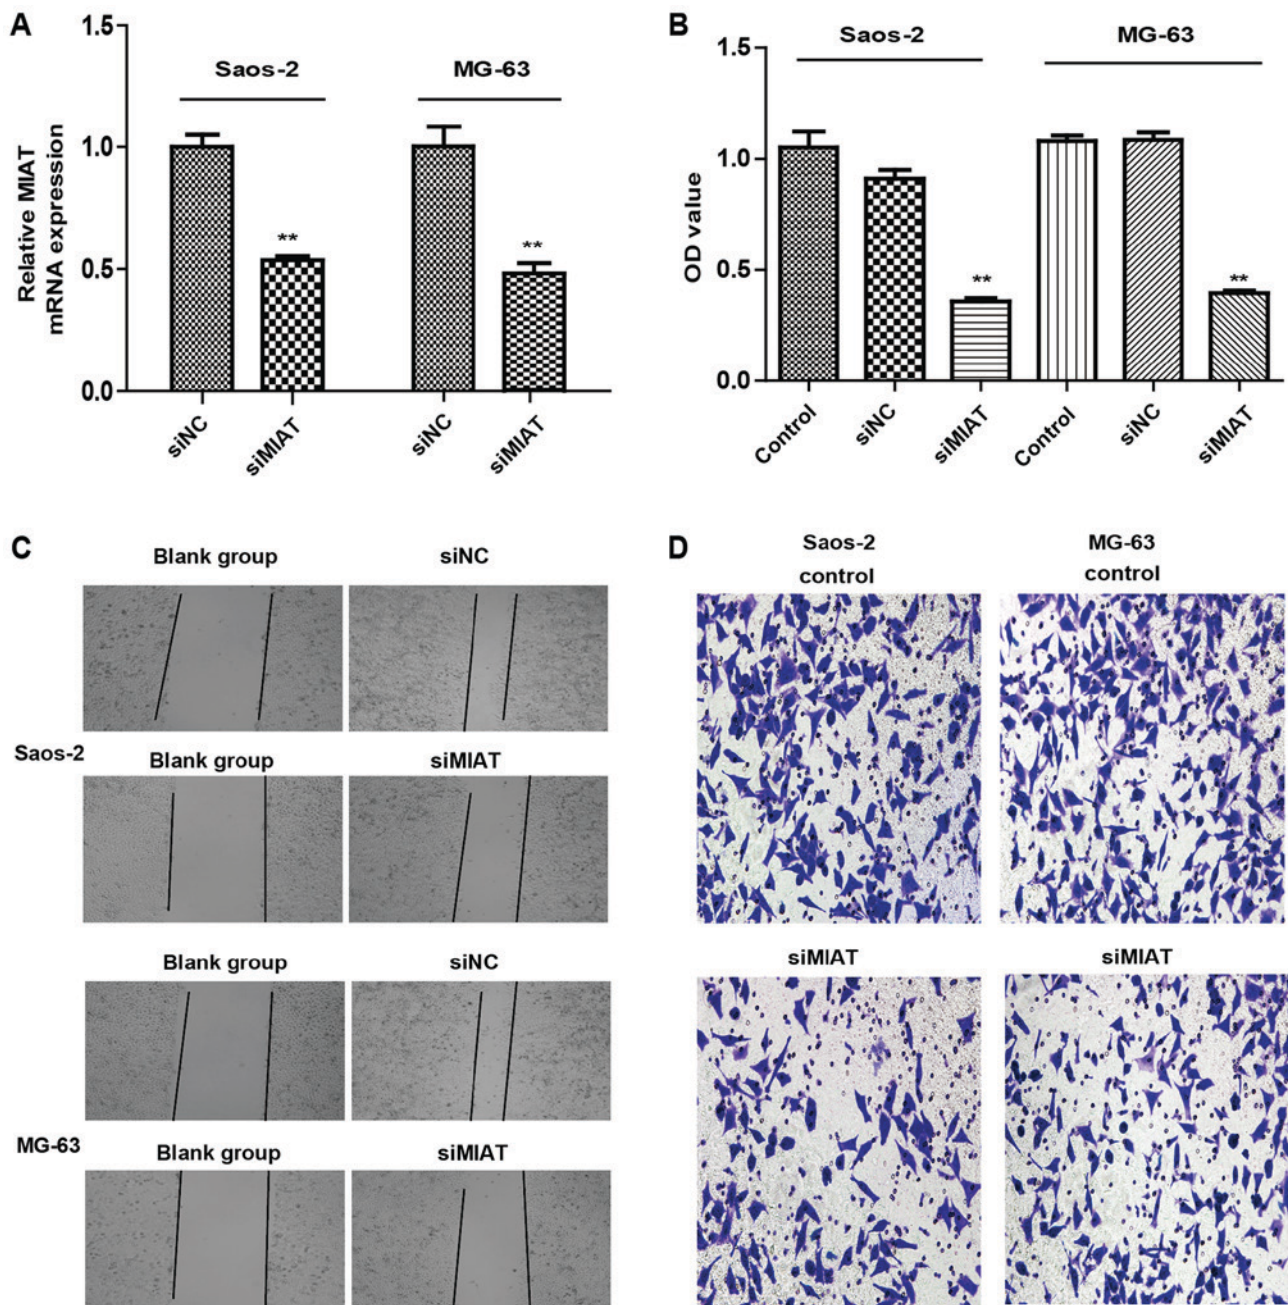 A
1.5
1.0
0.5
0.0
Relative MIAT
mRNA expression
Saos-2
MG-63
**
**
siNC
siMIAT
siNC
siMIAT
B
1.5
1.0
0.5
0.0
OD value
Saos-2
MG-63
**
**
Control
siNC
siMIAT
Control
siNC
siMIAT
C
Blank group
siNC
Saos-2
Blank group
siMIAT
Blank group
siNC
MG-63
Blank group
siMIAT
D
Saos-2
control
MG-63
control
siMIAT
siMIAT